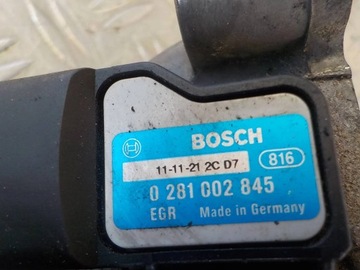 BOSCH
11-11-21 2C D7 816
0 281 002 845
EGR Made in Germany